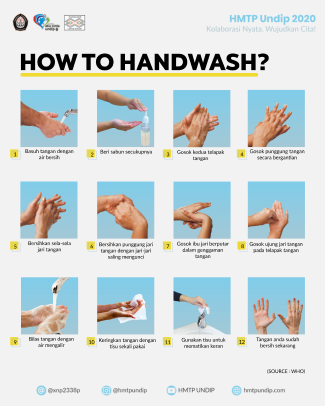 HMTP Undip 2020
Kolaborasi Nyata, Wujudkan Cita!
HOW TO HANDWASH?
1 Basuh tangan dengan
air bersih
2 Beri sabun secukupnya
3 Gosok kedua telapak
tangan
4 Gosok punggung tangan
secara bergantian
5 Bersihkan sela-sela
jari tangan
6 Bersihkan punggung jari
tangan dengan jari-jari
saling mengunci
7 Gosok ibu jari berputar
dalam genggaman
tangan
8 Gosok ujung jari tangan
pada telapak tangan
9 Bilas tangan dengan
air mengalir
10 Keringkan tangan dengan
tisu sekali pakai
11 Gunakan tisu untuk
mematikan keran
12 Tangan anda sudah
bersih sekarang
(SOURCE : WHO)
@xnp2338p
@hmtpundip
HMTP UNDIP
hmtpundip.com